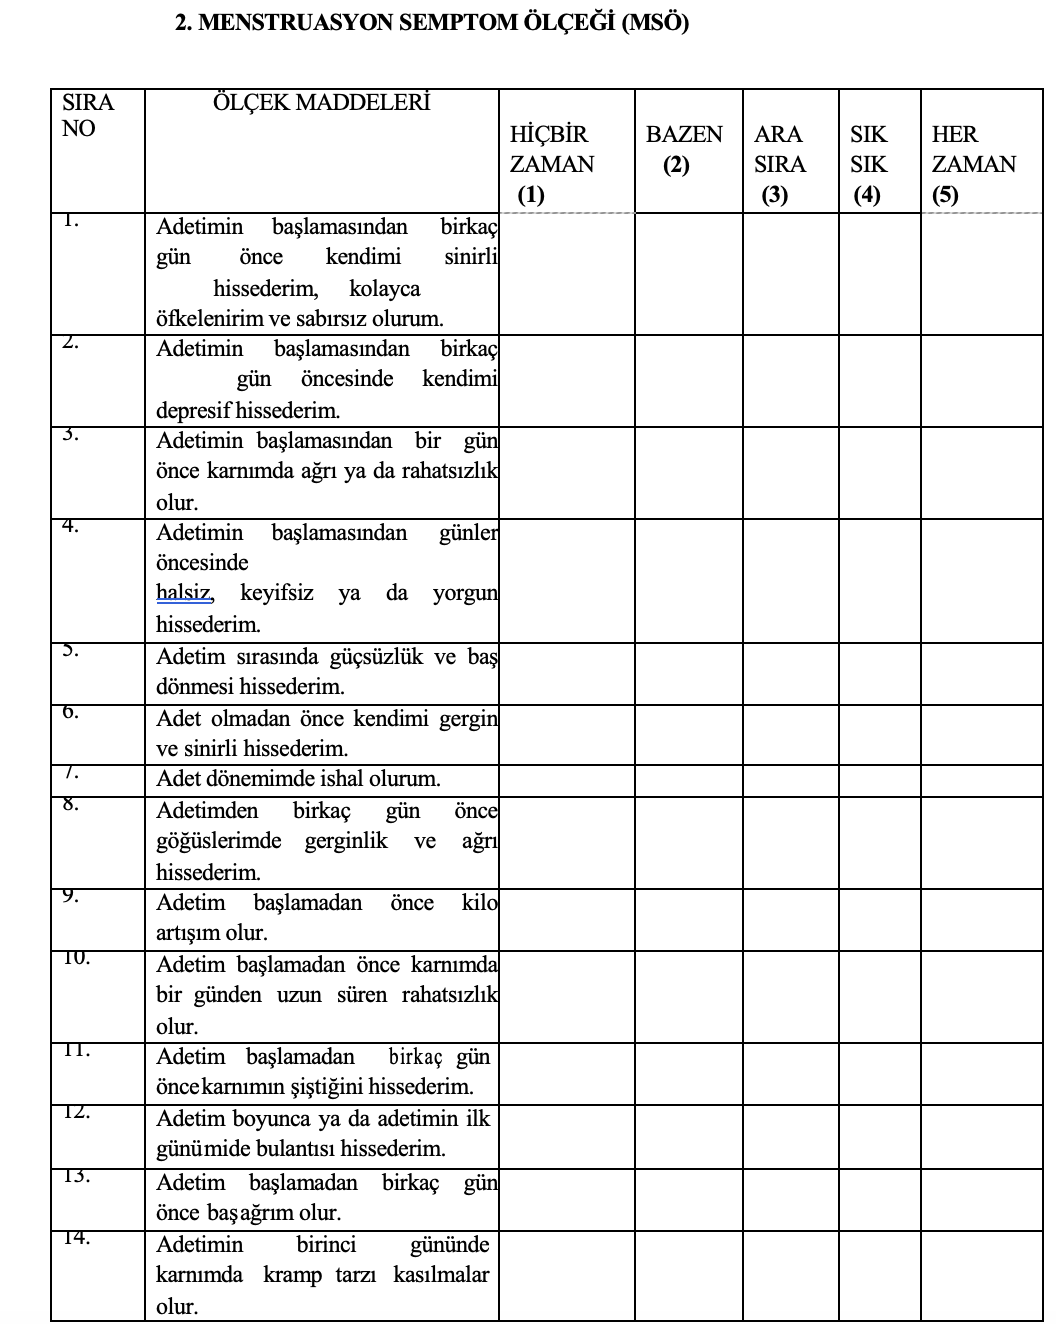 2. MENSTRUASYON SEMPTOM ÖLÇEĞİ (MSÖ)
SIRA
NO
ÖLÇEK MADDELERİ
HİÇBİR
ZAMAN
(1)
BAZEN
(2)
ARA
SIRA
(3)
SIK
SIK
(4)
HER
ZAMAN
(5)
1.
Adetimin başlamasından birkaç
gün önce kendimi sinirli
hissederim, kolayca
öfkelenirim ve sabırsız olurum.
2.
Adetimin başlamasından birkaç
gün öncesinde kendimi
depresif hissederim.
3.
Adetimin başlamasından bir gün
önce karnımda ağrı ya da rahatsızlık
olur.
4.
Adetimin başlamasından günler
öncesinde
halsiz, keyifsiz ya da yorgun
hissederim.
5.
Adetim sırasında güçsüzlük ve baş
dönmesi hissederim.
6.
Adet olmadan önce kendimi gergin
ve sinirli hissederim.
7.
Adet dönemimde ishal olurum.
8.
Adetimden birkaç gün önce
göğüslerimde gerginlik ve ağrı
hissederim.
9.
Adetim başlamadan önce kilo
artışım olur.
10.
Adetim başlamadan önce karnımda
bir günden uzun süren rahatsızlık
olur.
11.
Adetim başlamadan birkaç gün
önce karnımın şiştiğini hissederim.
12.
Adetim boyunca ya da adetimin ilk
günü mide bulantısı hissederim.
13.
Adetim başlamadan birkaç gün
önce baş ağrım olur.
14.
Adetimin birinci gününde
karnımda kramp tarzı kasılmalar
olur.